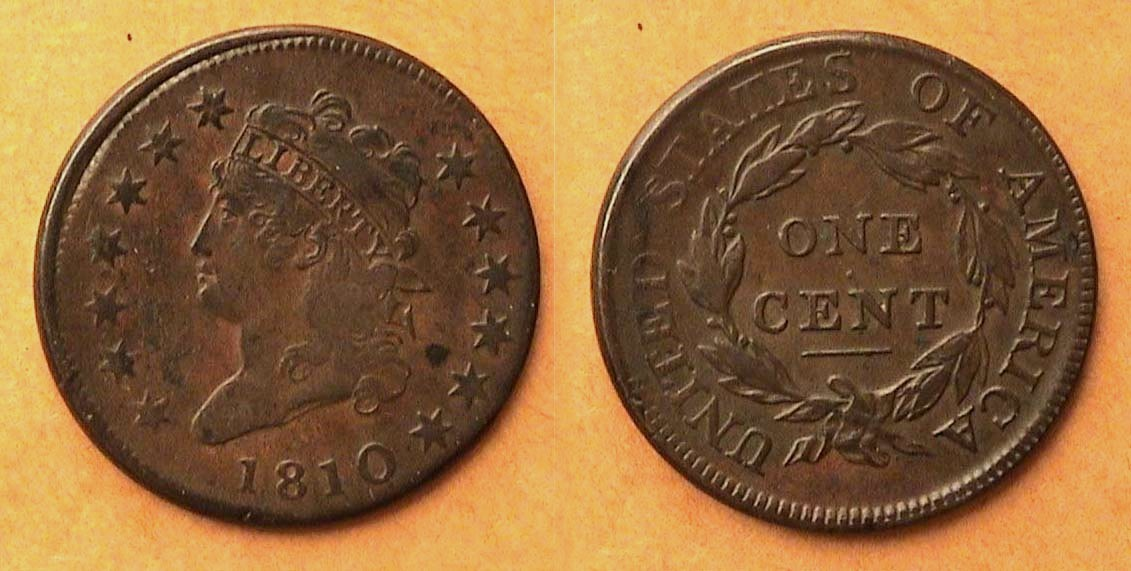 LIBERTY
1810
UNITED STATES OF AMERICA
ONE
CENT